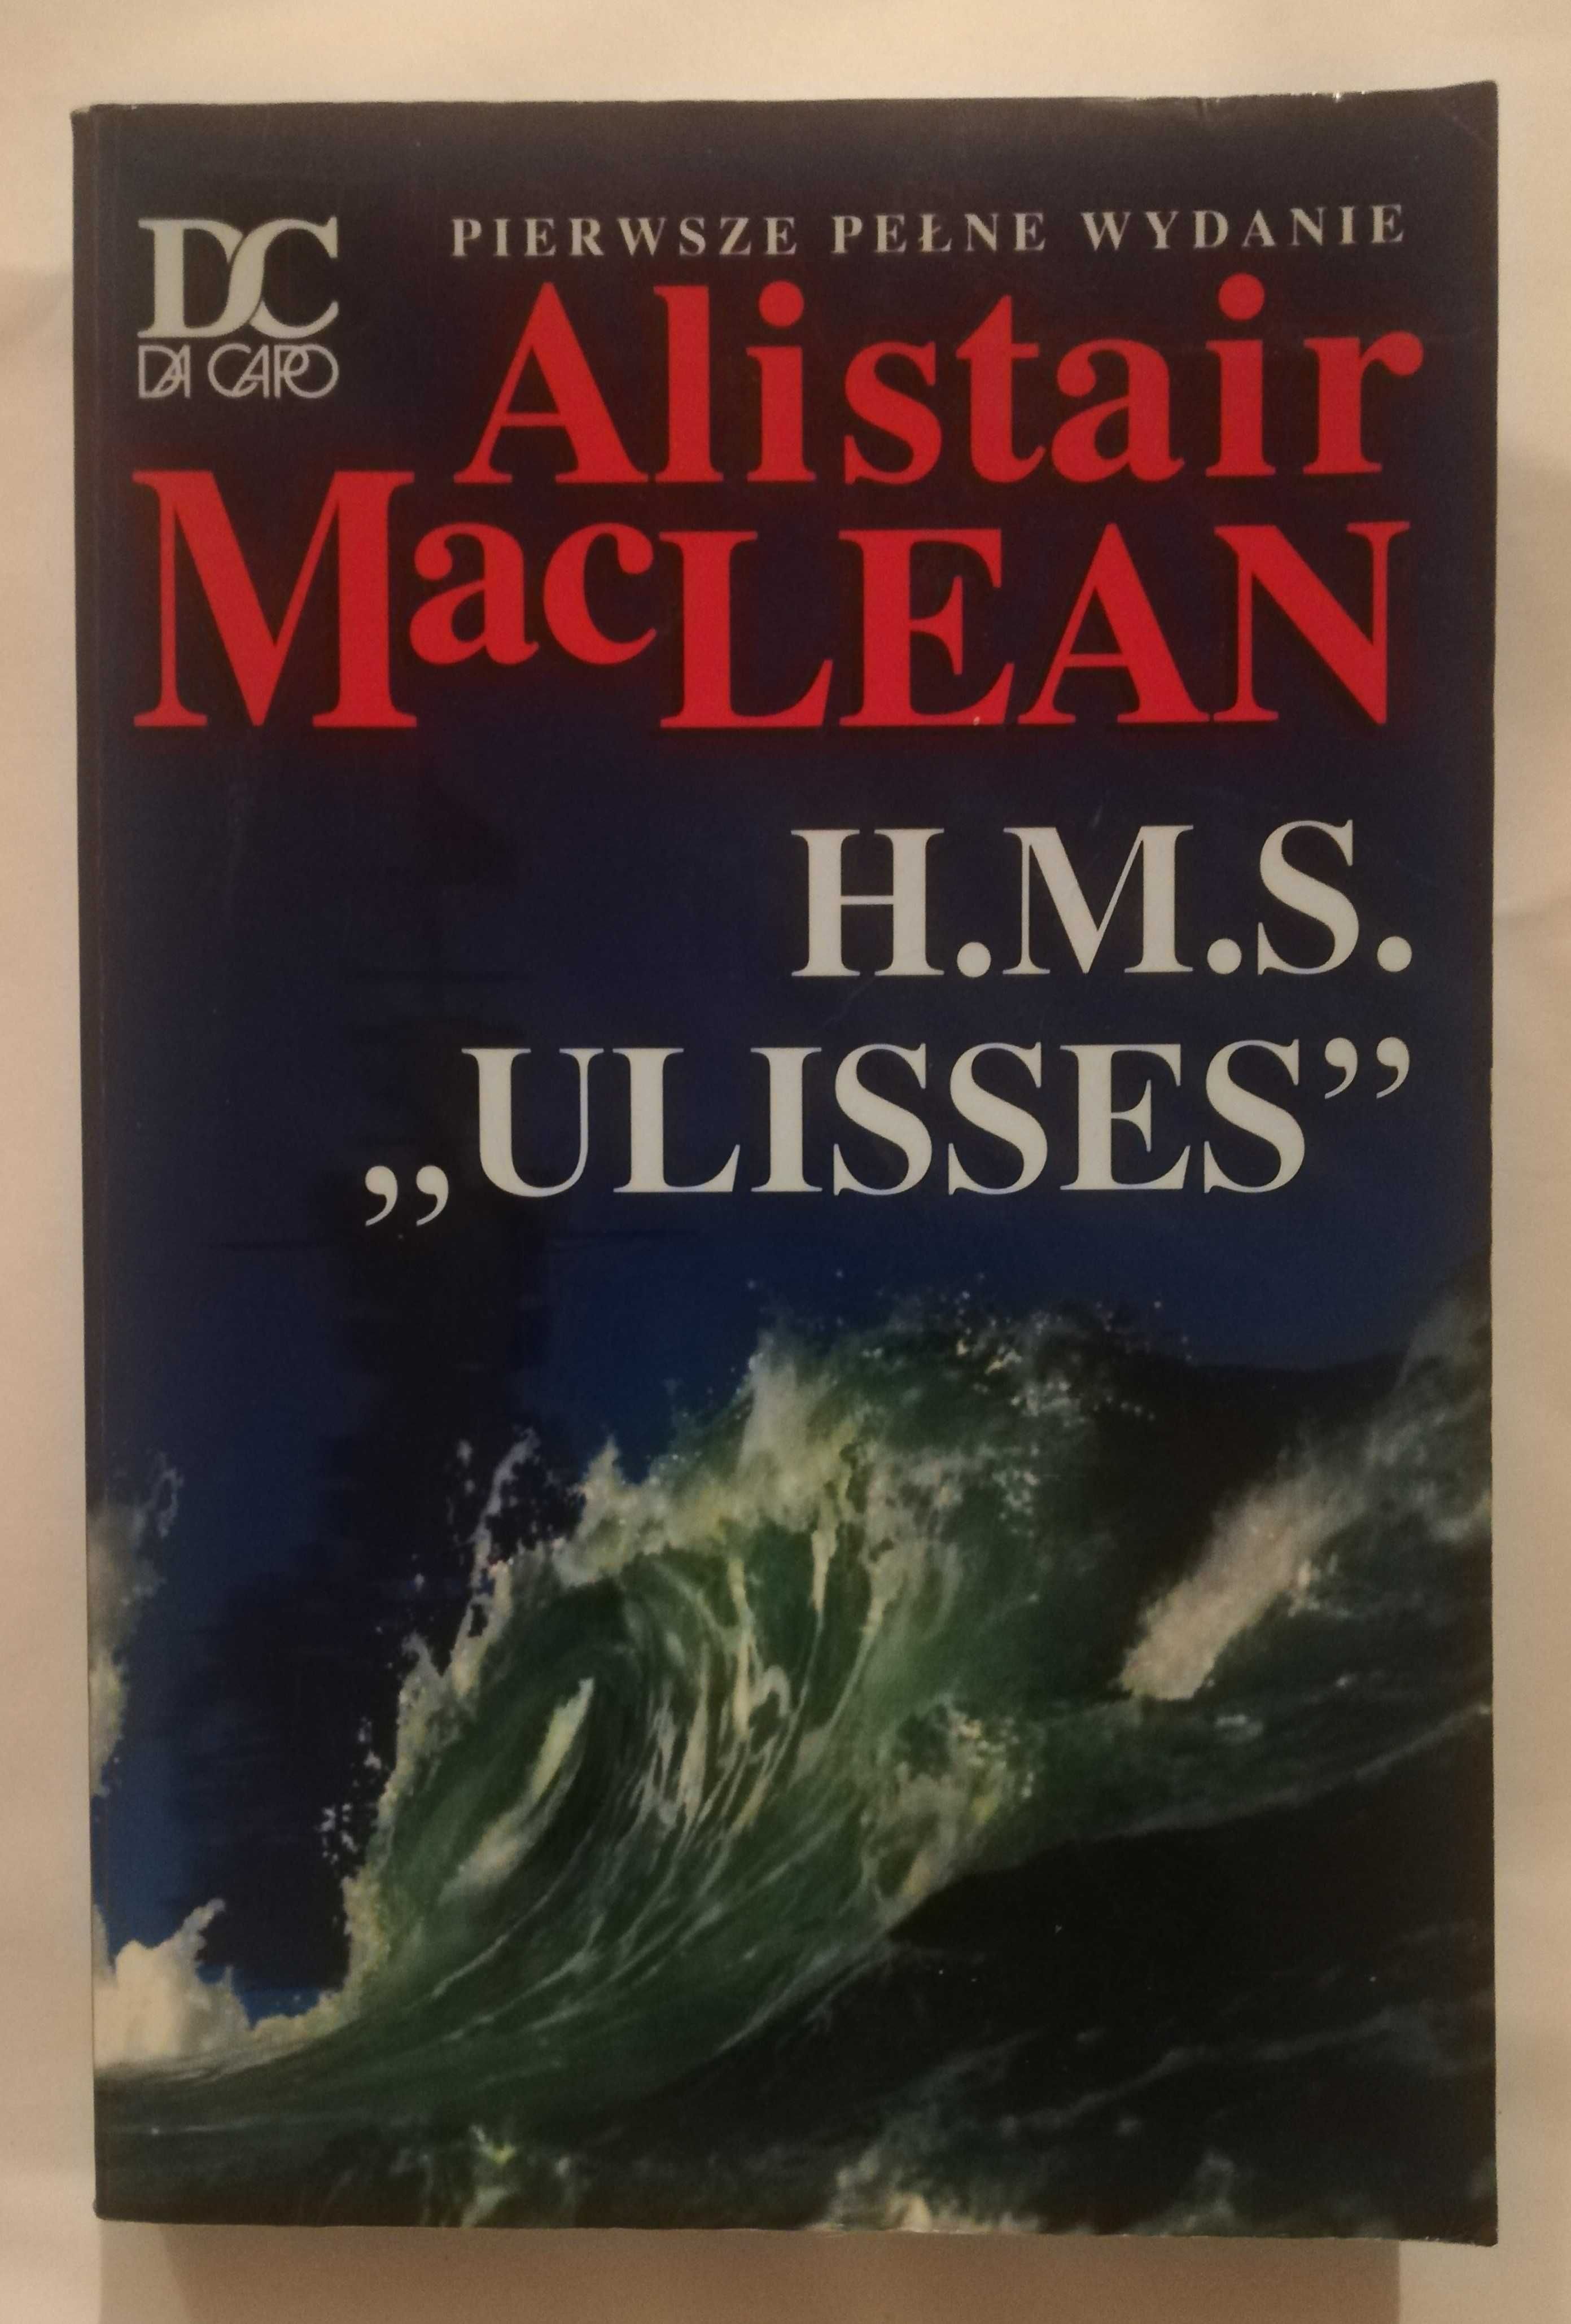 DC
DA CAPO
PIERWSZE PEŁNE WYDANIE
Alistair
MacLEAN
H.M.S.
„ULISSES”